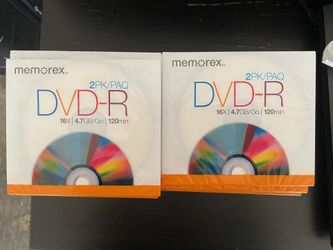 memorex
2PK/PAQ
DVD-R
16X | 4.7GB/Go | 120min
memorex
2PK/PAQ
DVD-R
16X | 4.7GB/Go | 120min